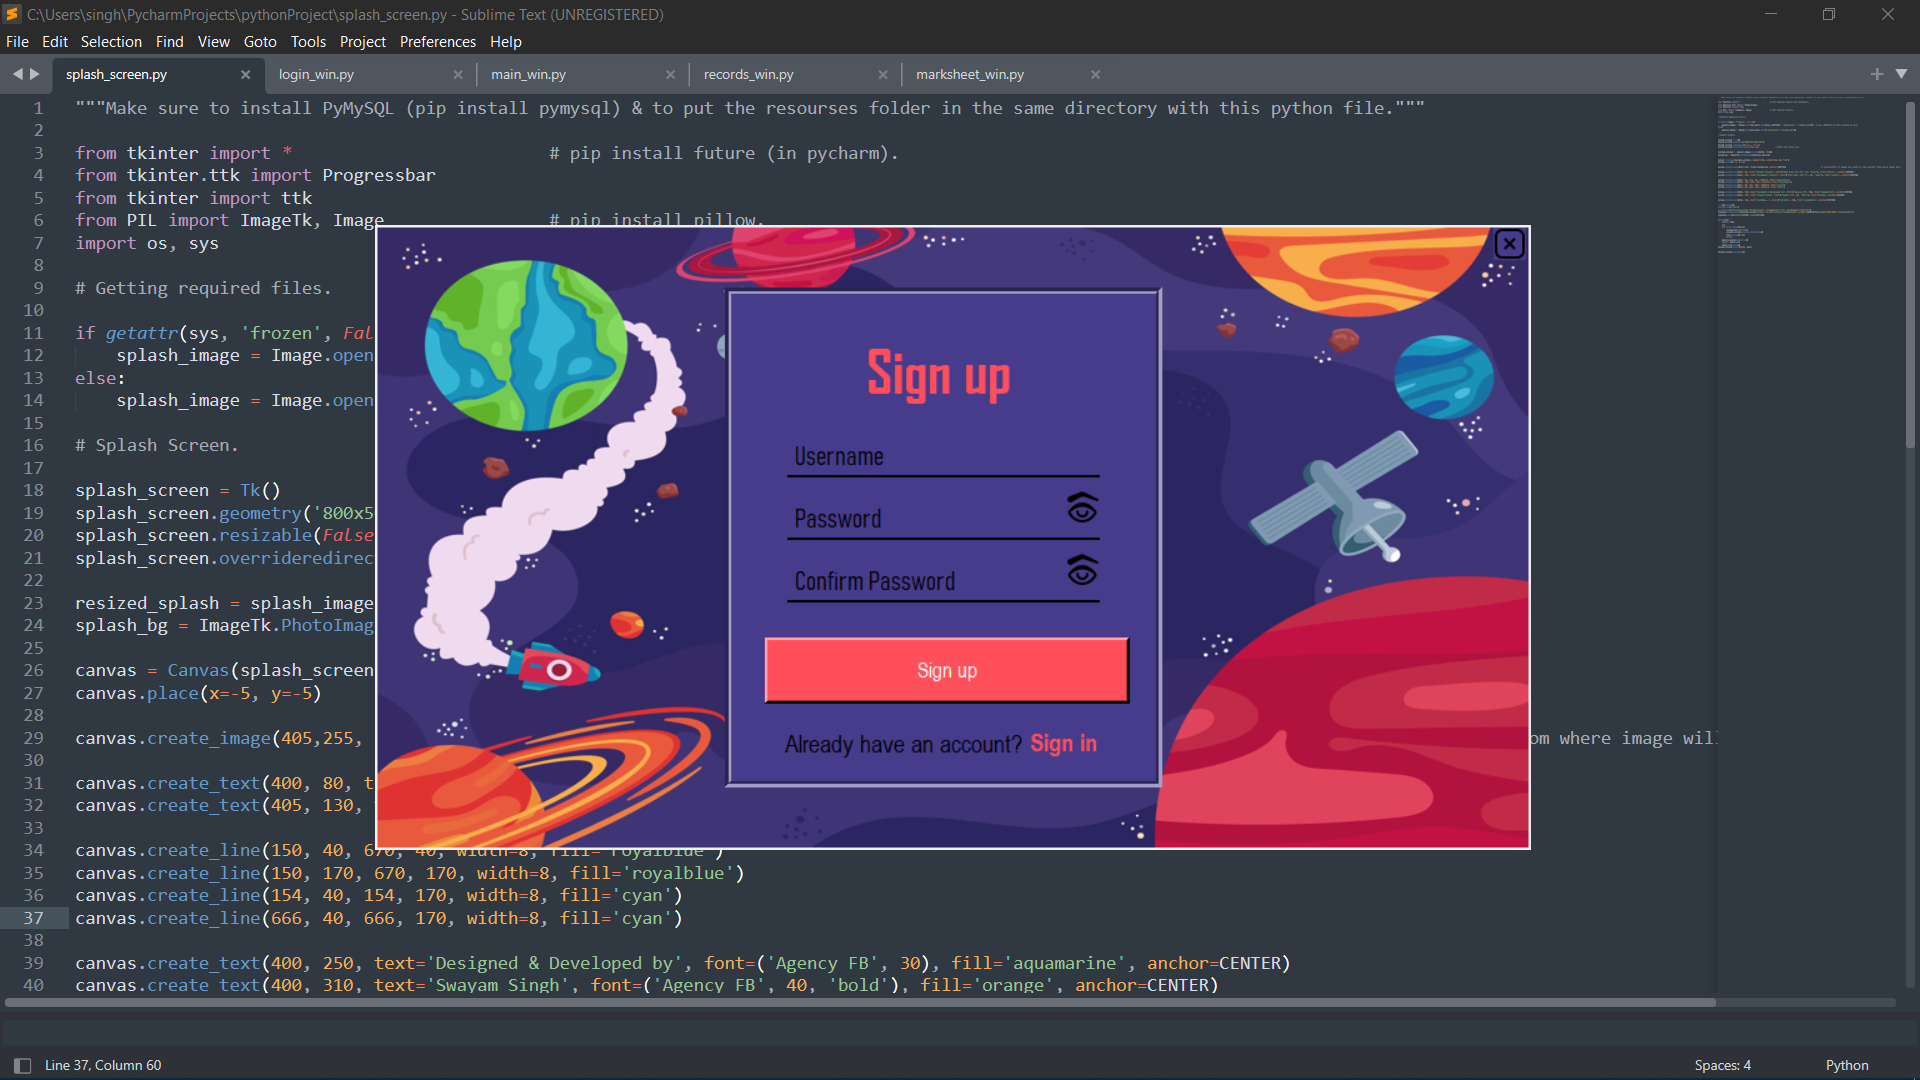 C:\Users\singh\PycharmProjects\pythonProject\splash_screen.py - Sublime Text (UNREGISTERED)
File Edit Selection Find View Goto Tools Project Preferences Help
splash_screen.py login_win.py main_win.py records_win.py marksheet_win.py
1 """Make sure to install PyMySQL (pip install pymysql) & to put the resourses folder in the same directory with this python file."""
2
3 from tkinter import * # pip install future (in pycharm).
4 from tkinter.ttk import Progressbar
5 from tkinter import ttk
6 from PIL import ImageTk, Image # pip install pillow.
7 import os, sys
8
9 # Getting required files.
10
11 if getattr(sys, 'frozen', Fal
12 splash_image = Image.open
13 else:
14 splash_image = Image.open
15
16 # Splash Screen.
17
18 splash_screen = Tk()
19 splash_screen.geometry('800x5
20 splash_screen.resizable(False
21 splash_screen.overrideredirec
22
23 resized_splash = splash_image
24 splash_bg = ImageTk.PhotoImag
25
26 canvas = Canvas(splash_screen
27 canvas.place(x=-5, y=-5)
28
29 canvas.create_image(405,255, om where image wil
30
31 canvas.create_text(400, 80, t
32 canvas.create_text(405, 130,
33
34 canvas.create_line(150, 40, 670, 40, width=8, fill='royalblue')
35 canvas.create_line(150, 170, 670, 170, width=8, fill='royalblue')
36 canvas.create_line(154, 40, 154, 170, width=8, fill='cyan')
37 canvas.create_line(666, 40, 666, 170, width=8, fill='cyan')
38
39 canvas.create_text(400, 250, text='Designed & Developed by', font=('Agency FB', 30), fill='aquamarine', anchor=CENTER)
40 canvas.create_text(400, 310, text='Swayam Singh', font=('Agency FB', 40, 'bold'), fill='orange', anchor=CENTER)
Sign up
Username
Password
Confirm Password
Sign up
Already have an account? Sign in
Line 37, Column 60 Spaces: 4 Python